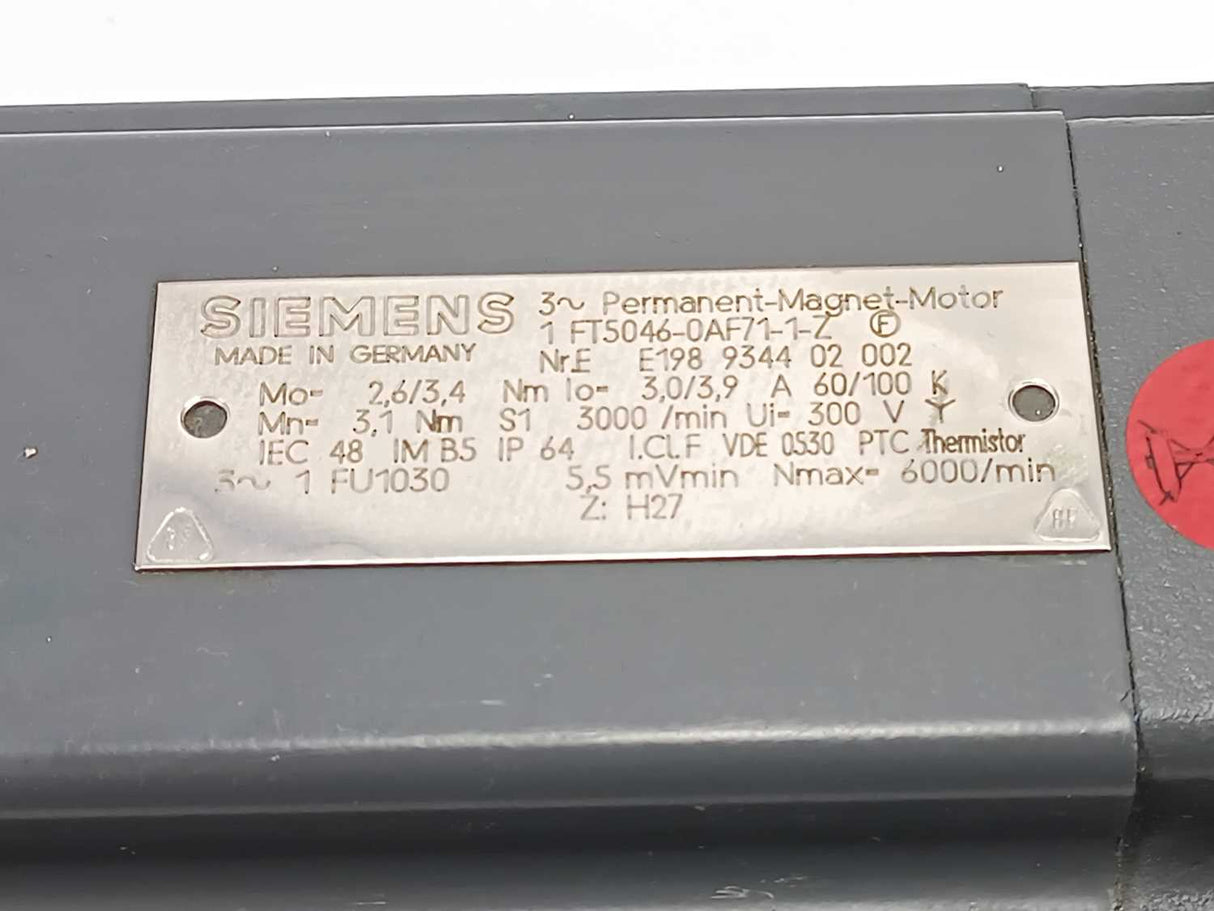 SIEMENS 3~ Permanent-Magnet-Motor
1 FT5046-0AF71-1-Z Ⓕ
MADE IN GERMANY Nr.E E198 9344 02 002
Mo= 2,6/3,4 Nm Io= 3,0/3,9 A 60/100 K
Mn= 3,1 Nm S1 3000 /min Ui= 300 V Y
IEC 48 IM B5 IP 64 I.Cl.F VDE 0530 PTC Thermistor
3~ 1 FU1030 5,5 mVmin Nmax= 6000/min
Z: H27